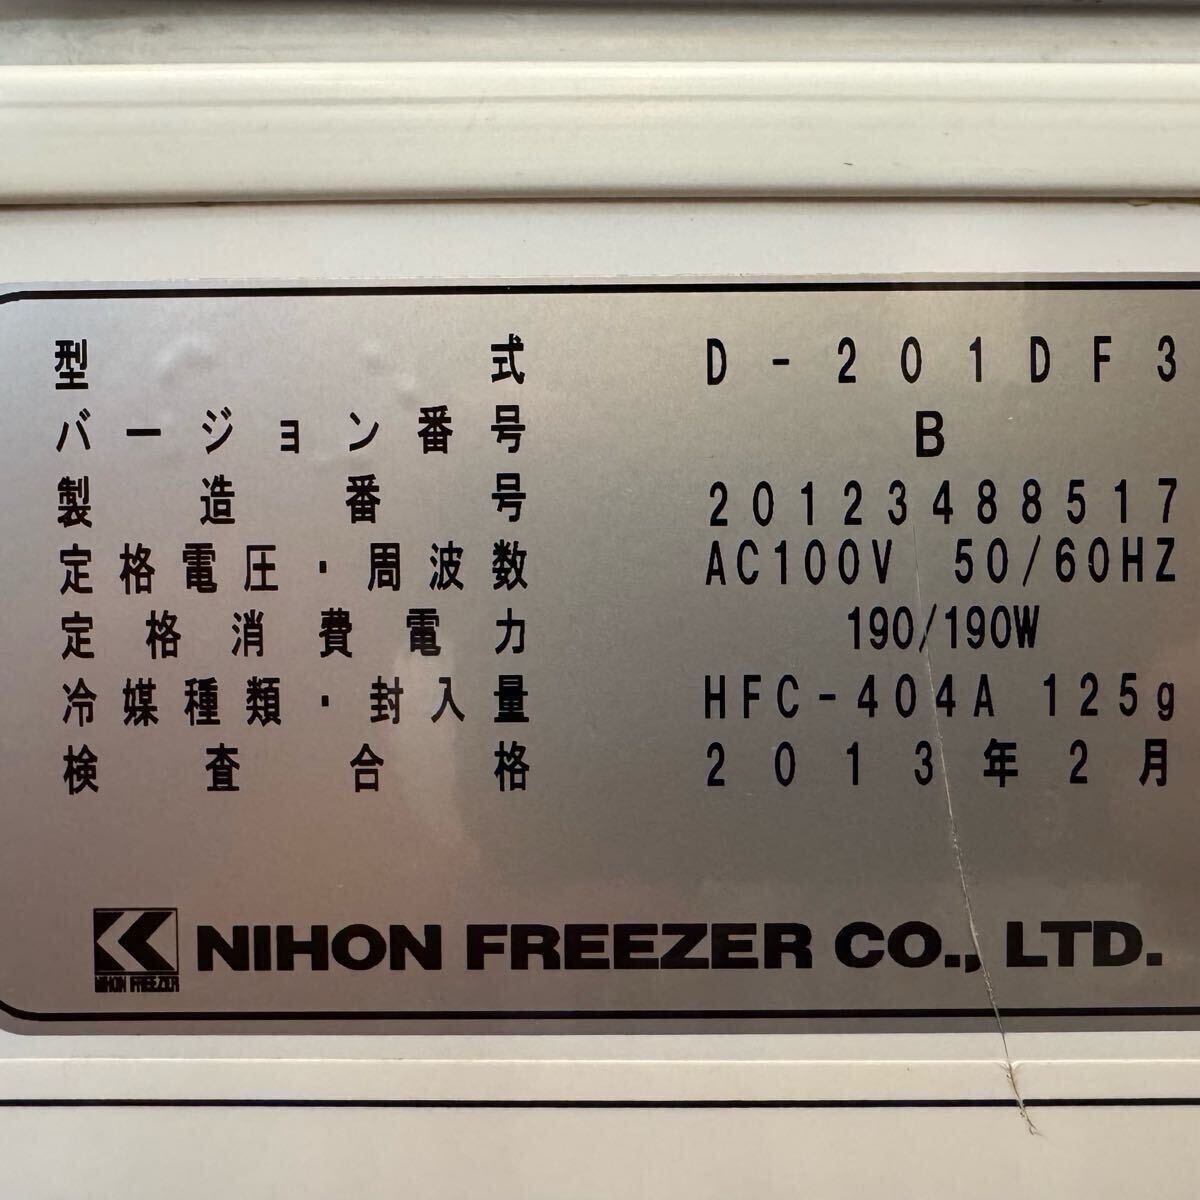 型式 D-201DF3
バージョン番号 B
製造番号 20123488517
定格電圧・周波数 AC100V 50/60HZ
定格消費電力 190/190W
冷媒種類・封入量 HFC-404A 125g
検査合格 2013年2月
NIHON FREEZER CO., LTD.
NIHON FREEZER